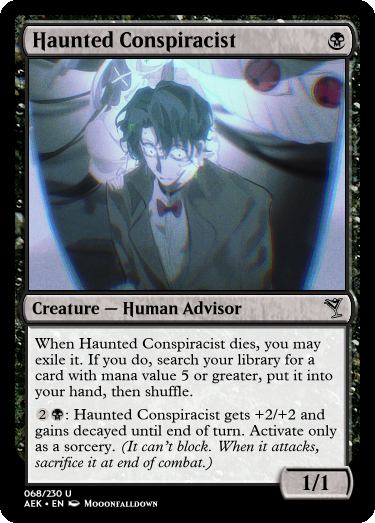 Haunted Conspiracist
Creature — Human Advisor
When Haunted Conspiracist dies, you may
exile it. If you do, search your library for a
card with mana value 5 or greater, put it into
your hand, then shuffle.
2 : Haunted Conspiracist gets +2/+2 and
gains decayed until end of turn. Activate only
as a sorcery. (It can't block. When it attacks,
sacrifice it at end of combat.)
1/1
068/230 U
AEK • EN Mooonfalldown